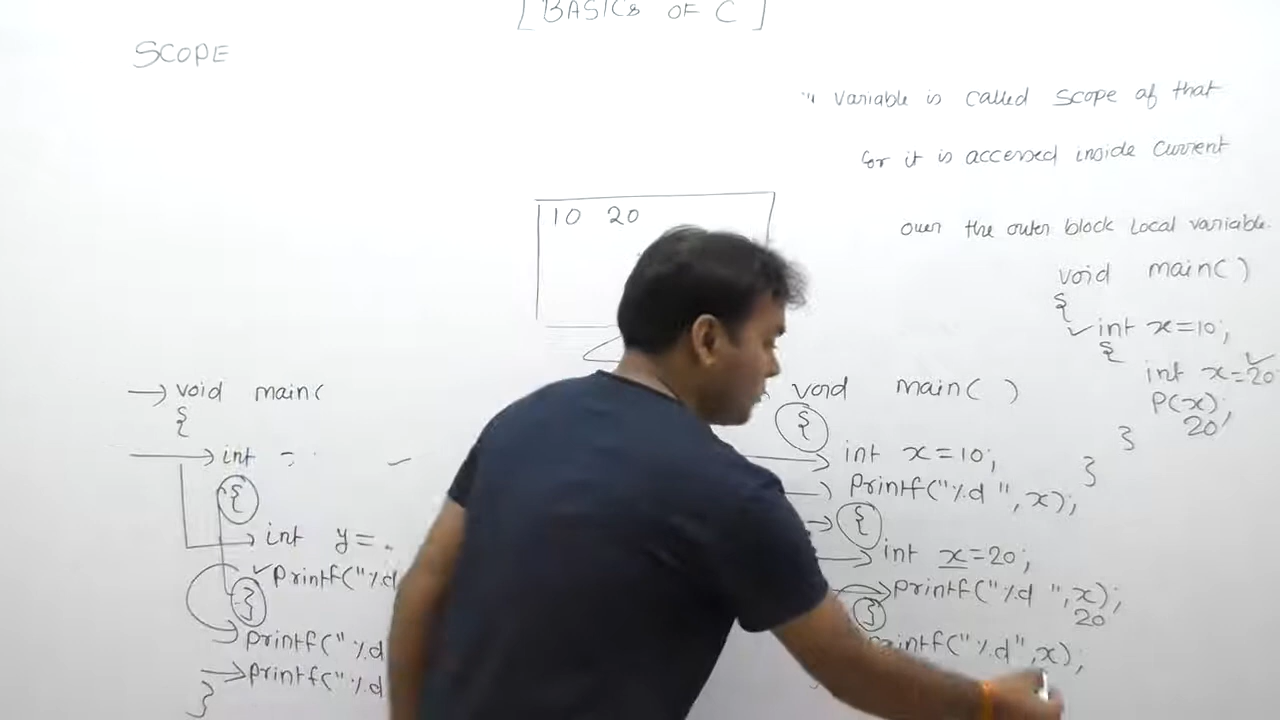 [ BASICS OF C ]
SCOPE
variable is called scope of that
for it is accessed inside current
over the outer block Local variable.
10 20
void main( )
{
int x=10;
{
int x=20
P(x);
20
}
}
void main(
{
int
{
int y=
printf("%d
}
printf("%d
printf("%d
}
void main( )
{
int x=10;
printf("%d ",x);
{
int x=20;
printf("%d ",x);
20
}
printf("%d",x);